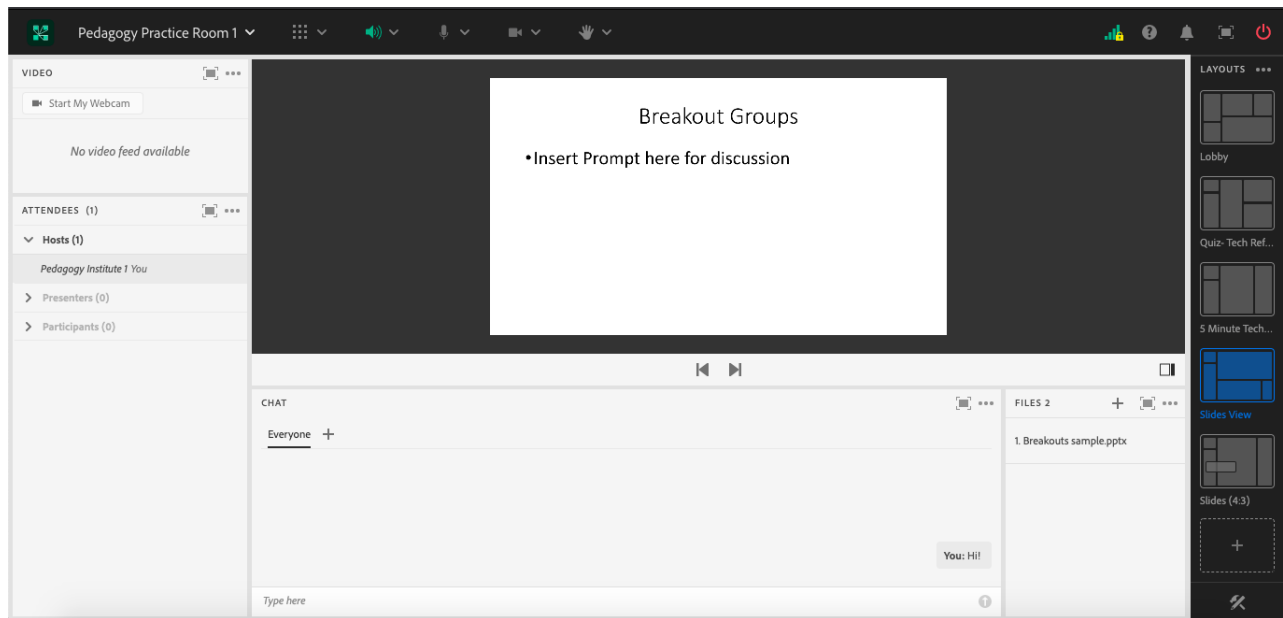 Pedagogy Practice Room 1
VIDEO
Start My Webcam
No video feed available
ATTENDEES (1)
Hosts (1)
Pedagogy Institute 1 You
Presenters (0)
Participants (0)
Breakout Groups
•Insert Prompt here for discussion
CHAT
Everyone
You: Hi!
Type here
FILES 2
1. Breakouts sample.pptx
LAYOUTS
Lobby
Quiz- Tech Ref...
5 Minute Tech...
Slides View
Slides (4:3)